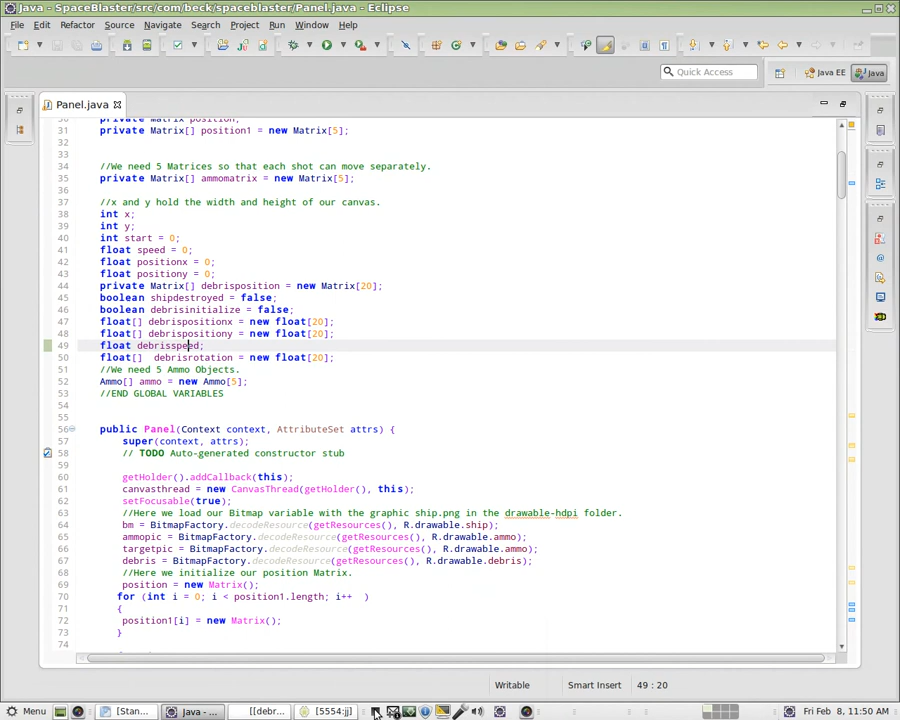 Java - SpaceBlaster/src/com/beck/spaceblaster/Panel.java - Eclipse
File Edit Refactor Source Navigate Search Project Run Window Help
Quick Access Java EE Java
Panel.java
30 private Matrix position;
31 private Matrix[] position1 = new Matrix[5];
32
33
34 //We need 5 Matrices so that each shot can move separately.
35 private Matrix[] ammomatrix = new Matrix[5];
36
37 //x and y hold the width and height of our canvas.
38 int x;
39 int y;
40 int start = 0;
41 float speed = 0;
42 float positionx = 0;
43 float positiony = 0;
44 private Matrix[] debrisposition = new Matrix[20];
45 boolean shipdestroyed = false;
46 boolean debrisinitialize = false;
47 float[] debrispositionx = new float[20];
48 float[] debrispositiony = new float[20];
49 float debrisspeed;
50 float[]  debrisrotation = new float[20];
51 //We need 5 Ammo Objects.
52 Ammo[] ammo = new Ammo[5];
53 //END GLOBAL VARIABLES
54
55
56 public Panel(Context context, AttributeSet attrs) {
57 super(context, attrs);
58 // TODO Auto-generated constructor stub
59
60 getHolder().addCallback(this);
61 canvasthread = new CanvasThread(getHolder(), this);
62 setFocusable(true);
63 //Here we load our Bitmap variable with the graphic ship.png in the drawable-hdpi folder.
64 bm = BitmapFactory.decodeResource(getResources(), R.drawable.ship);
65 ammopic = BitmapFactory.decodeResource(getResources(), R.drawable.ammo);
66 targetpic = BitmapFactory.decodeResource(getResources(), R.drawable.ammo);
67 debris = BitmapFactory.decodeResource(getResources(), R.drawable.debris);
68 //Here we initialize our position Matrix.
69 position = new Matrix();
70 for (int i = 0; i < position1.length; i++  )
71 {
72 position1[i] = new Matrix();
73 }
74
Writable Smart Insert 49 : 20
Menu [Stan... Java - ... [[debr... [5554:jj] Fri Feb 8, 11:50 AM